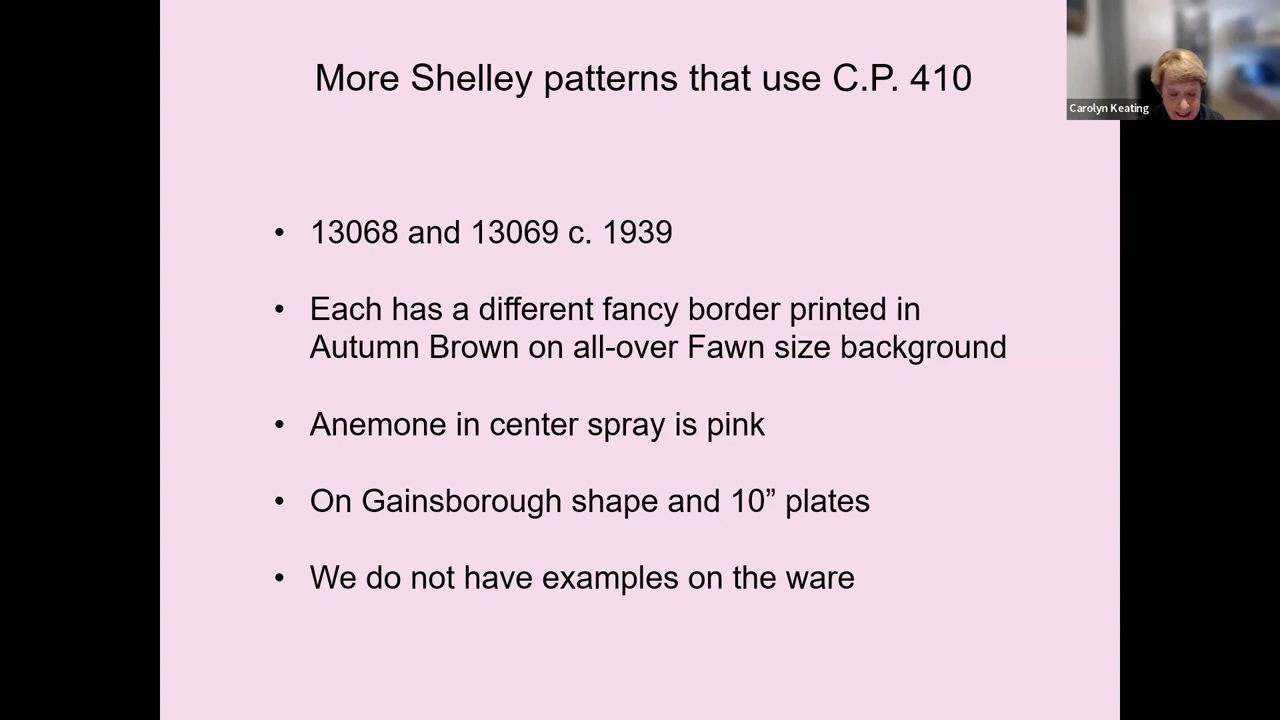 More Shelley patterns that use C.P. 410
Carolyn Keating
• 13068 and 13069 c. 1939
• Each has a different fancy border printed in
Autumn Brown on all-over Fawn size background
• Anemone in center spray is pink
• On Gainsborough shape and 10” plates
• We do not have examples on the ware